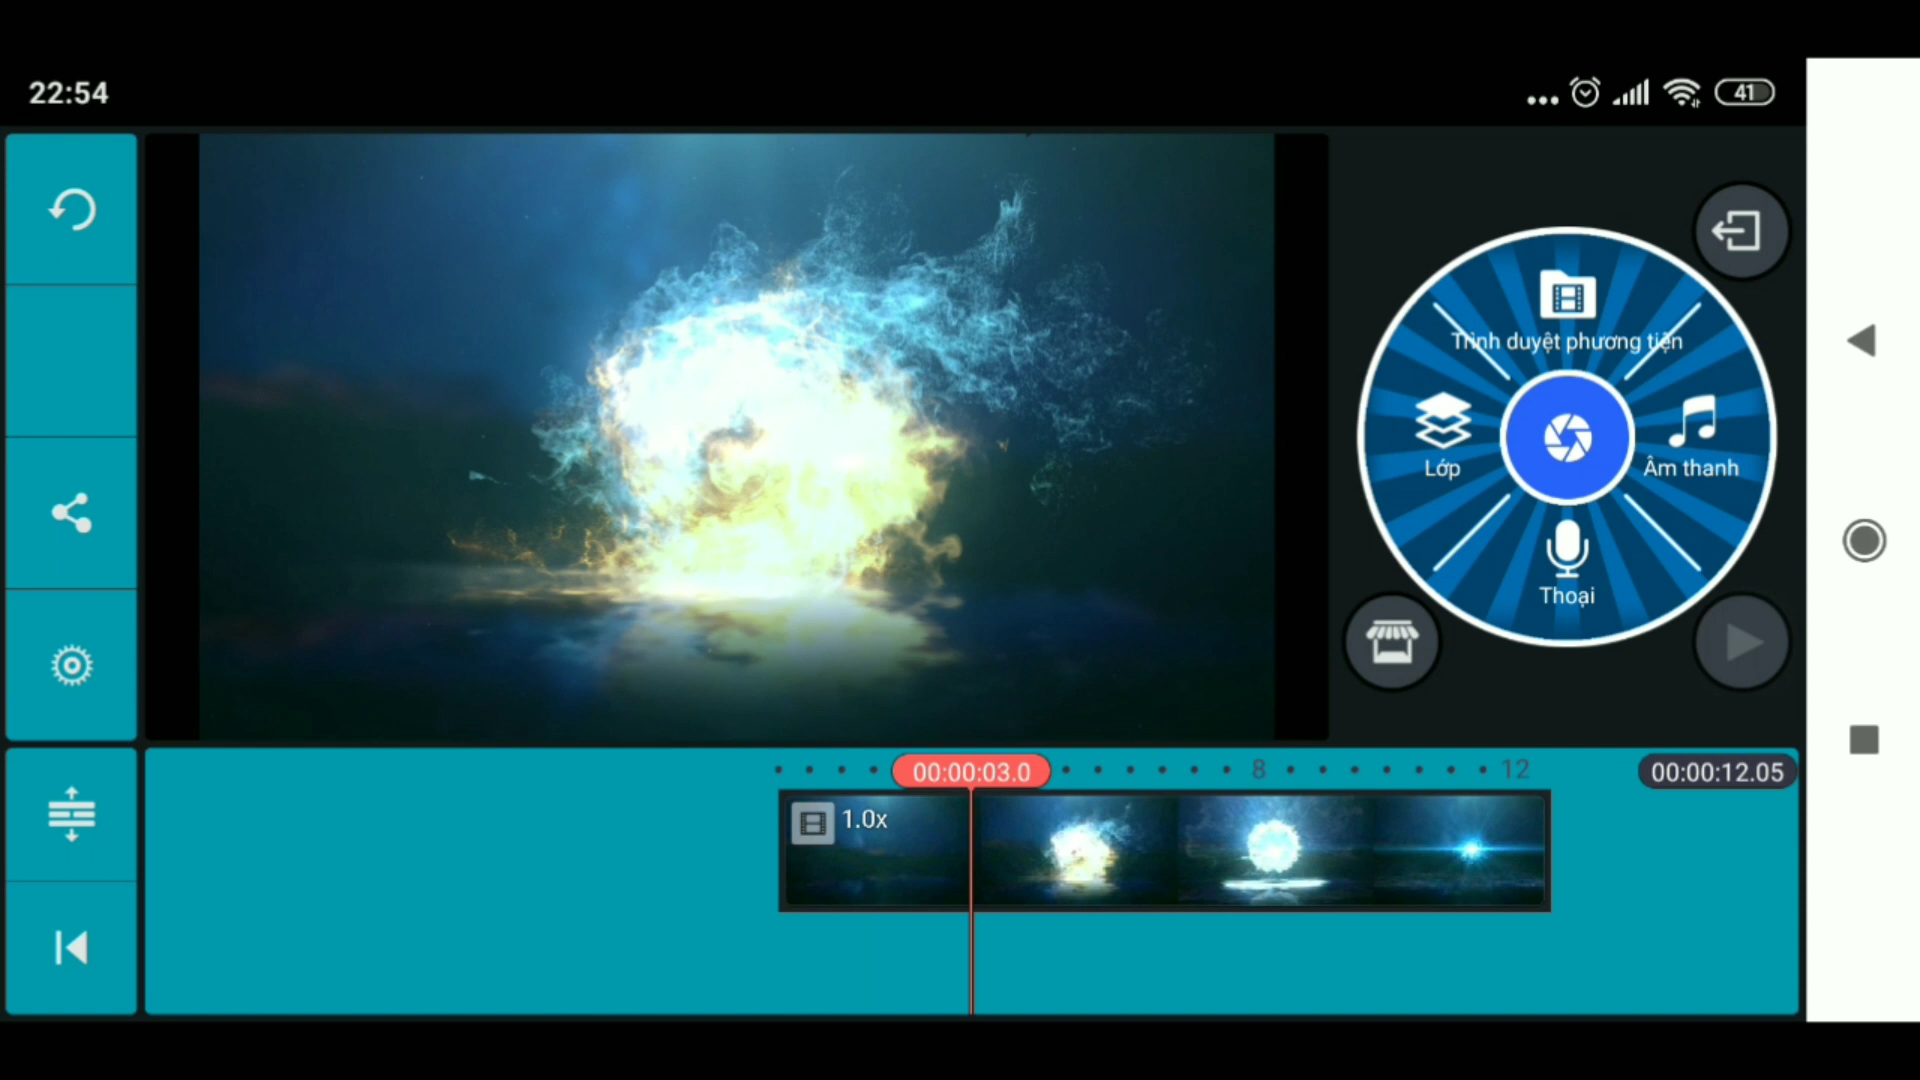 22:54
41
Trình duyệt phương tiện
Lớp
Âm thanh
Thoại
00:00:03.0
8
12
00:00:12.05
1.0x